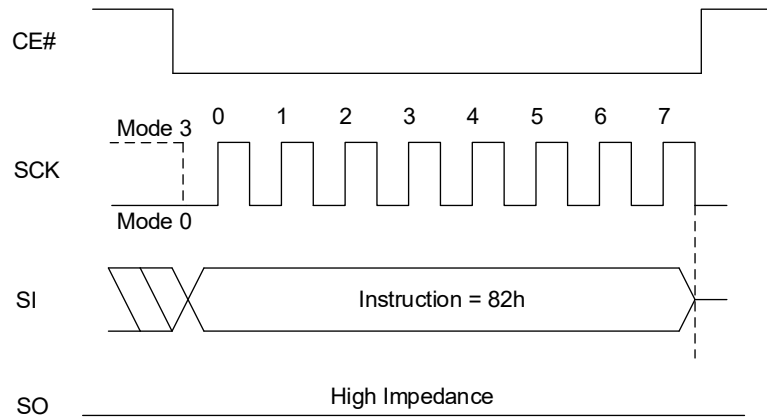 CE#
0 1 2 3 4 5 6 7
Mode 3
SCK
Mode 0
SI
Instruction = 82h
SO
High Impedance